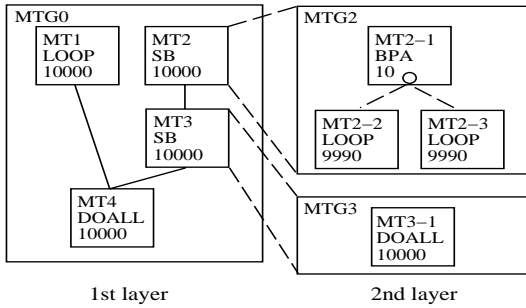 MTG0
MT1
LOOP
10000
MT2
SB
10000
MT3
SB
10000
MT4
DOALL
10000
1st layer
MTG2
MT2−1
BPA
10
MT2−2
LOOP
9990
MT2−3
LOOP
9990
MTG3
MT3−1
DOALL
10000
2nd layer